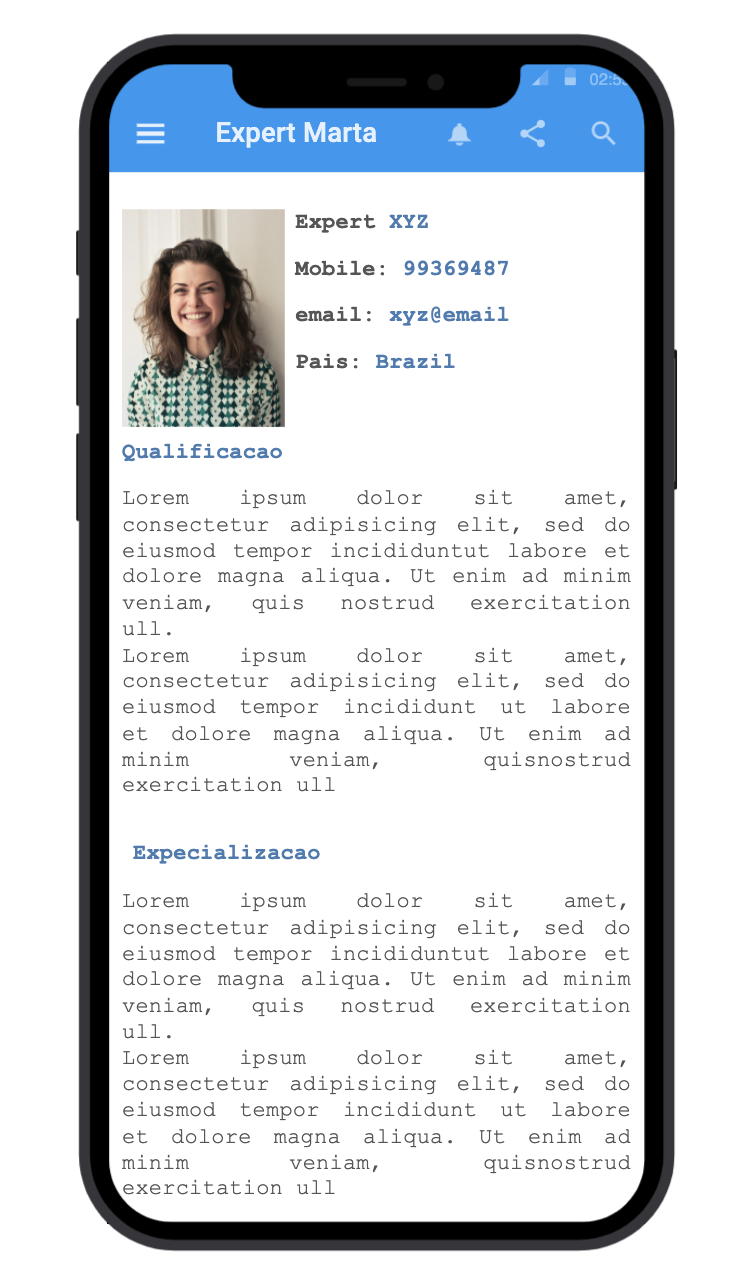 Expert Marta
Expert XYZ
Mobile: 99369487
email: xyz@email
Pais: Brazil
Qualificacao
Lorem ipsum dolor sit amet,
consectetur adipisicing elit, sed do
eiusmod tempor incididuntut labore et
dolore magna aliqua. Ut enim ad minim
veniam, quis nostrud exercitation
ull.
Lorem ipsum dolor sit amet,
consectetur adipisicing elit, sed do
eiusmod tempor incididunt ut labore
et dolore magna aliqua. Ut enim ad
minim veniam, quisnostrud
exercitation ull
Expecializacao
Lorem ipsum dolor sit amet,
consectetur adipisicing elit, sed do
eiusmod tempor incididuntut labore et
dolore magna aliqua. Ut enim ad minim
veniam, quis nostrud exercitation
ull.
Lorem ipsum dolor sit amet,
consectetur adipisicing elit, sed do
eiusmod tempor incididunt ut labore
et dolore magna aliqua. Ut enim ad
minim veniam, quisnostrud
exercitation ull